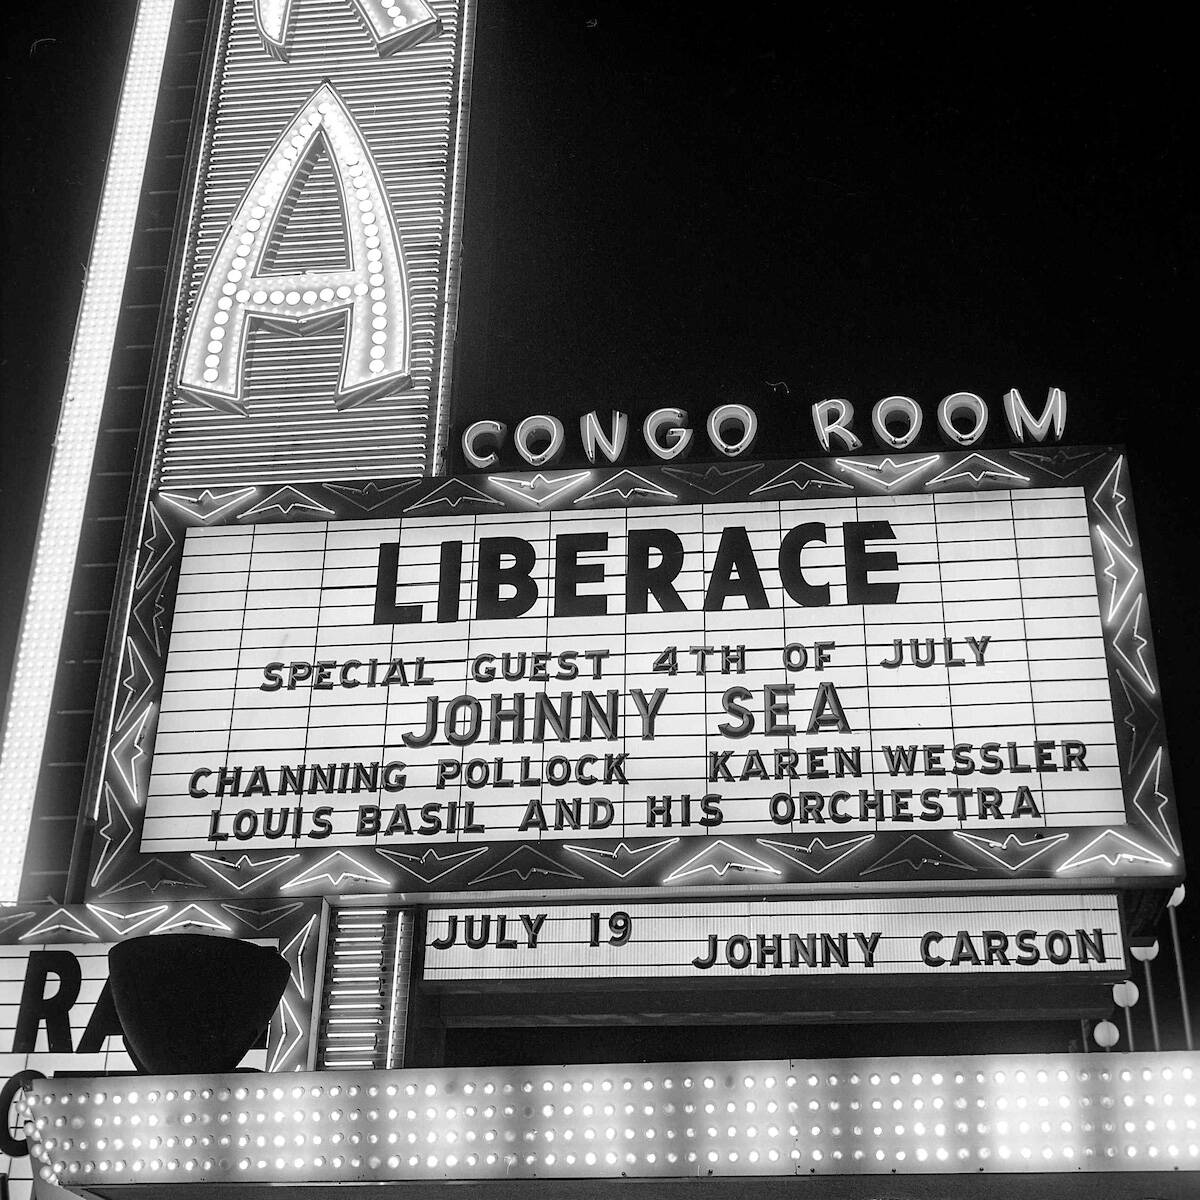 A
CONGO ROOM
LIBERACE
SPECIAL GUEST 4TH OF JULY
JOHNNY SEA
CHANNING POLLOCK KAREN WESSLER
LOUIS BASIL AND HIS ORCHESTRA
JULY 19
JOHNNY CARSON